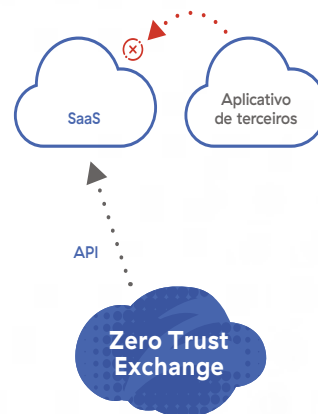 SaaS
Aplicativo
de terceiros
API
Zero Trust
Exchange